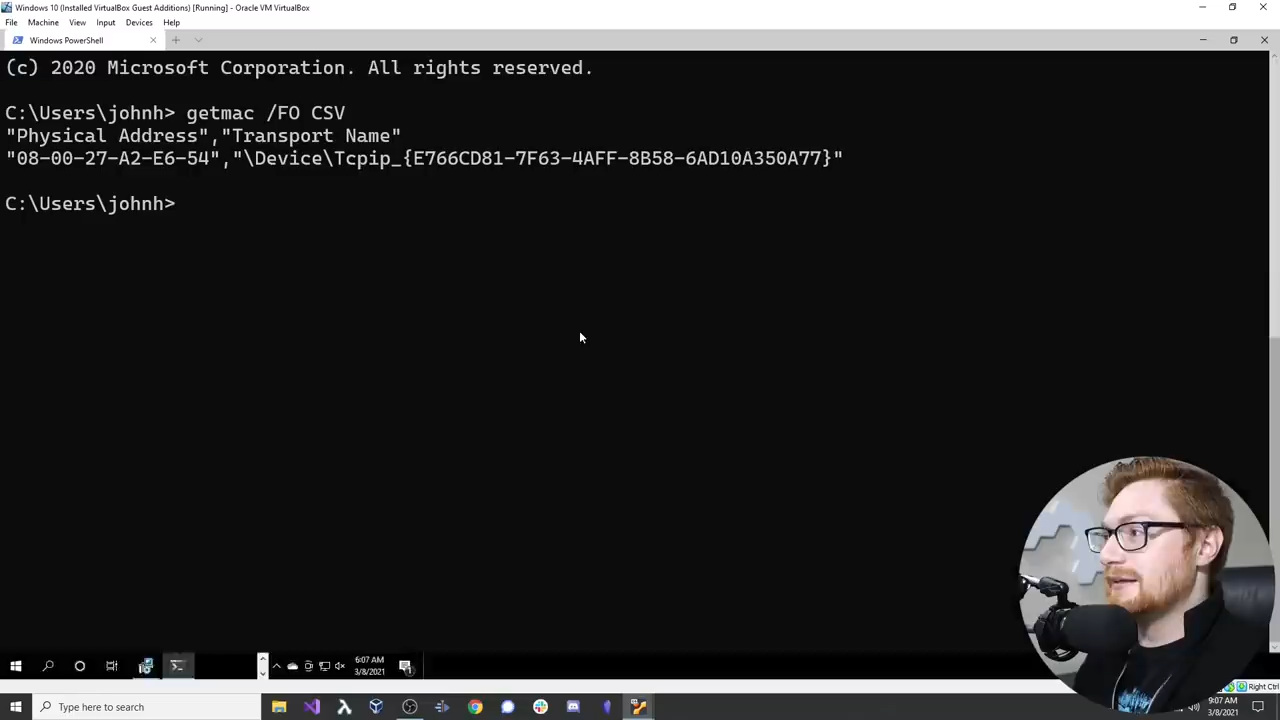 Windows 10 (Installed VirtualBox Guest Additions) [Running] - Oracle VM VirtualBox
File Machine View Input Devices Help
Windows PowerShell
(c) 2020 Microsoft Corporation. All rights reserved.
C:\Users\johnh> getmac /FO CSV
"Physical Address","Transport Name"
"08-00-27-A2-E6-54","\Device\Tcpip_{E766CD81-7F63-4AFF-8B58-6AD10A350A77}"
C:\Users\johnh>
6:07 AM
3/8/2021
Right Ctrl
Type here to search
9:07 AM
3/8/2021